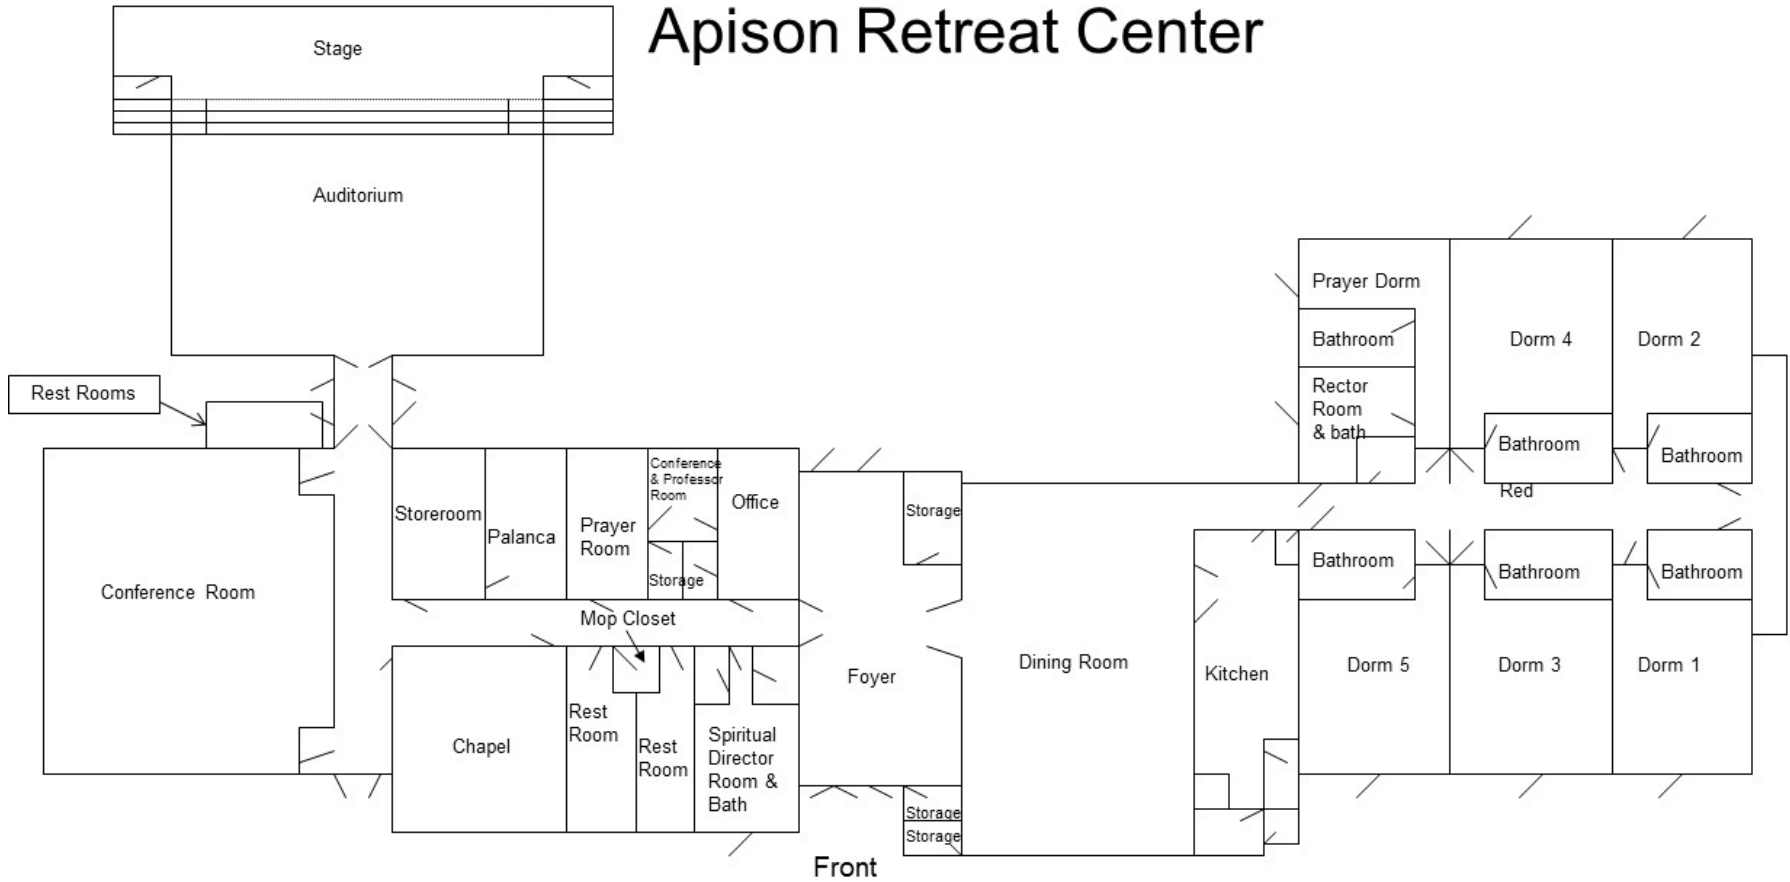 Apison Retreat Center
Stage
Auditorium
Rest Rooms
Conference Room
Storeroom
Palanca
Prayer
Room
Conference
& Professor
Room
Storage
Office
Mop Closet
Chapel
Rest
Room
Rest
Room
Spiritual
Director
Room &
Bath
Foyer
Storage
Storage
Storage
Front
Dining Room
Kitchen
Prayer Dorm
Bathroom
Rector
Room
& bath
Dorm 4
Bathroom
Dorm 2
Bathroom
Red
Bathroom
Dorm 5
Bathroom
Dorm 3
Bathroom
Dorm 1